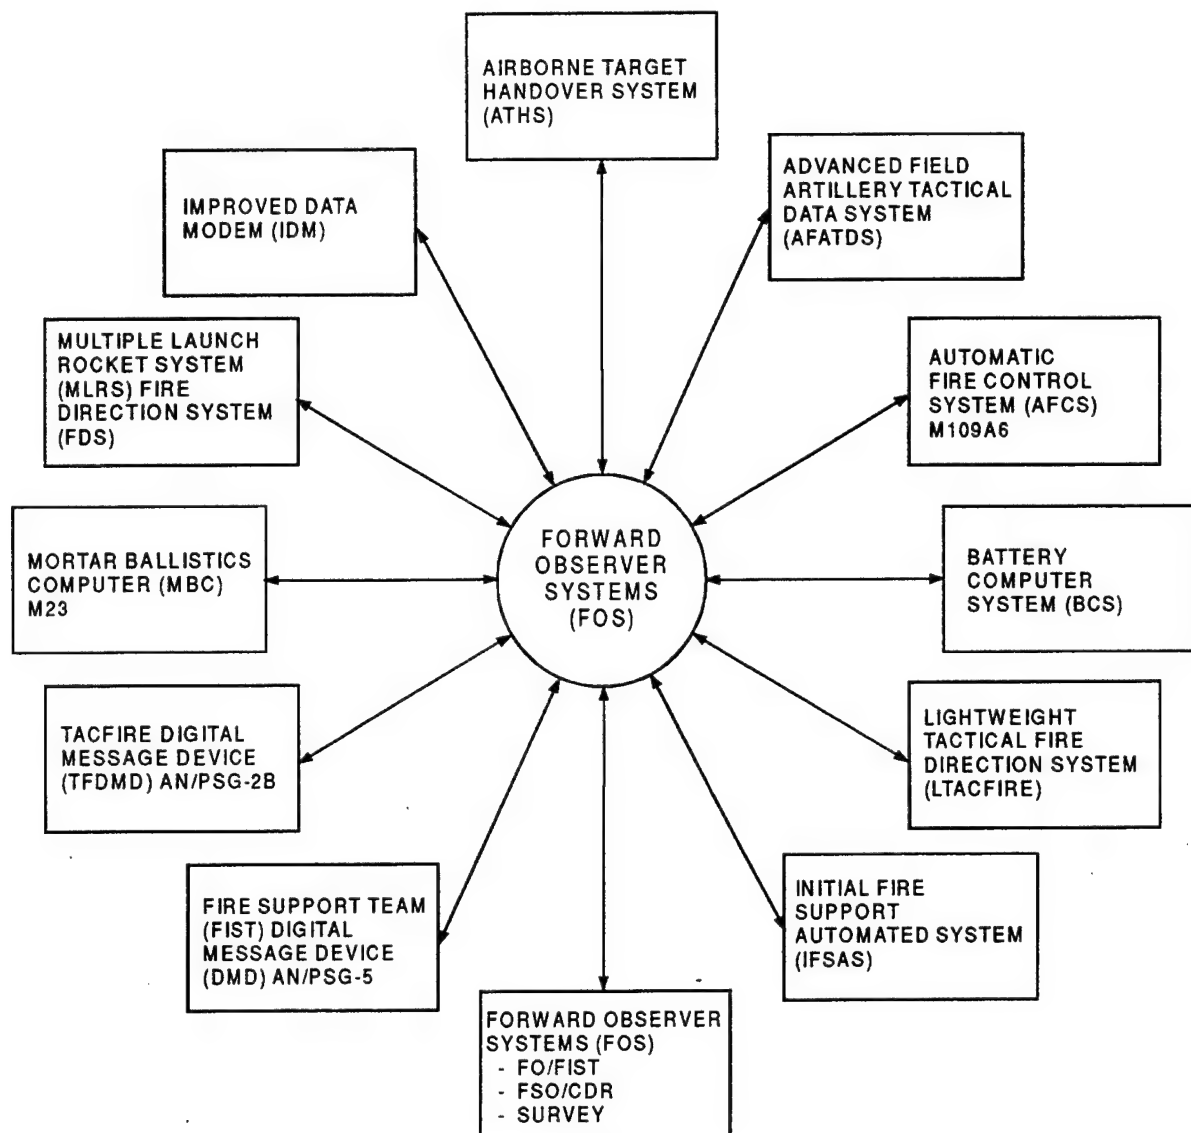 AIRBORNE TARGET
HANDOVER SYSTEM
(ATHS)
ADVANCED FIELD
ARTILLERY TACTICAL
DATA SYSTEM
(AFATDS)
IMPROVED DATA
MODEM (IDM)
MULTIPLE LAUNCH
ROCKET SYSTEM
(MLRS) FIRE
DIRECTION SYSTEM
(FDS)
AUTOMATIC
FIRE CONTROL
SYSTEM (AFCS)
M109A6
FORWARD
OBSERVER
SYSTEMS
(FOS)
MORTAR BALLISTICS
COMPUTER (MBC)
M23
BATTERY
COMPUTER
SYSTEM (BCS)
TACFIRE DIGITAL
MESSAGE DEVICE
(TFDMD) AN/PSG-2B
LIGHTWEIGHT
TACTICAL FIRE
DIRECTION SYSTEM
(LTACFIRE)
FIRE SUPPORT TEAM
(FIST) DIGITAL
MESSAGE DEVICE
(DMD) AN/PSG-5
INITIAL FIRE
SUPPORT
AUTOMATED SYSTEM
(IFSAS)
FORWARD OBSERVER
SYSTEMS (FOS)
- FO/FIST
- FSO/CDR
- SURVEY